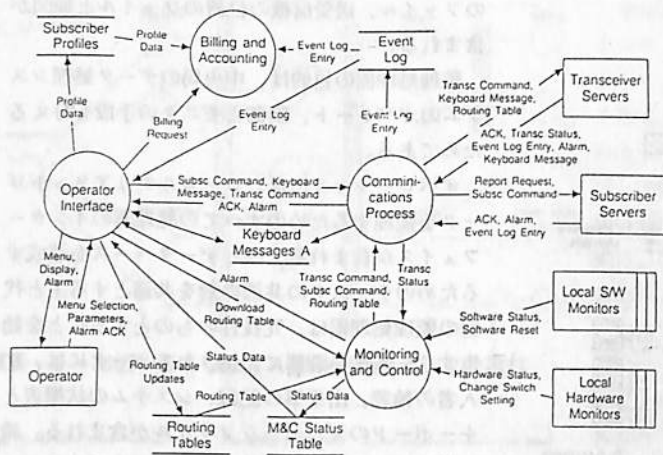 Subscriber
Profiles
Profile
Data
Billing and
Accounting
Event Log
Entry
Event
Log
Transc Command,
Keyboard Message,
Routing Table
Transceiver
Servers
Profile
Data
Billing
Request
Event Log
Entry
Event Log
Entry
ACK, Transc Status,
Event Log Entry, Alarm,
Keyboard Message
Operator
Interface
Subsc Command, Keyboard
Message, Transc Command
ACK, Alarm
Commini-
cations
Process
Report Request,
Subsc Command
Subscriber
Servers
ACK, Alarm,
Event Log Entry
Keyboard
Messages A
Menu,
Display,
Alarm
Menu Selection,
Parameters,
Alarm ACK
Alarm
Download
Routing Table
Transc Command,
Subsc Command,
Routing Table
Transc
Status
Local S/W
Monitors
Software Status,
Software Reset
Operator
Status Data
Monitoring
and Control
Routing Table
Updates
Routing Table
Status Data
Hardware Status,
Change Switch
Setting
Local
Hardware
Monitors
Routing
Tables
M&C Status
Table